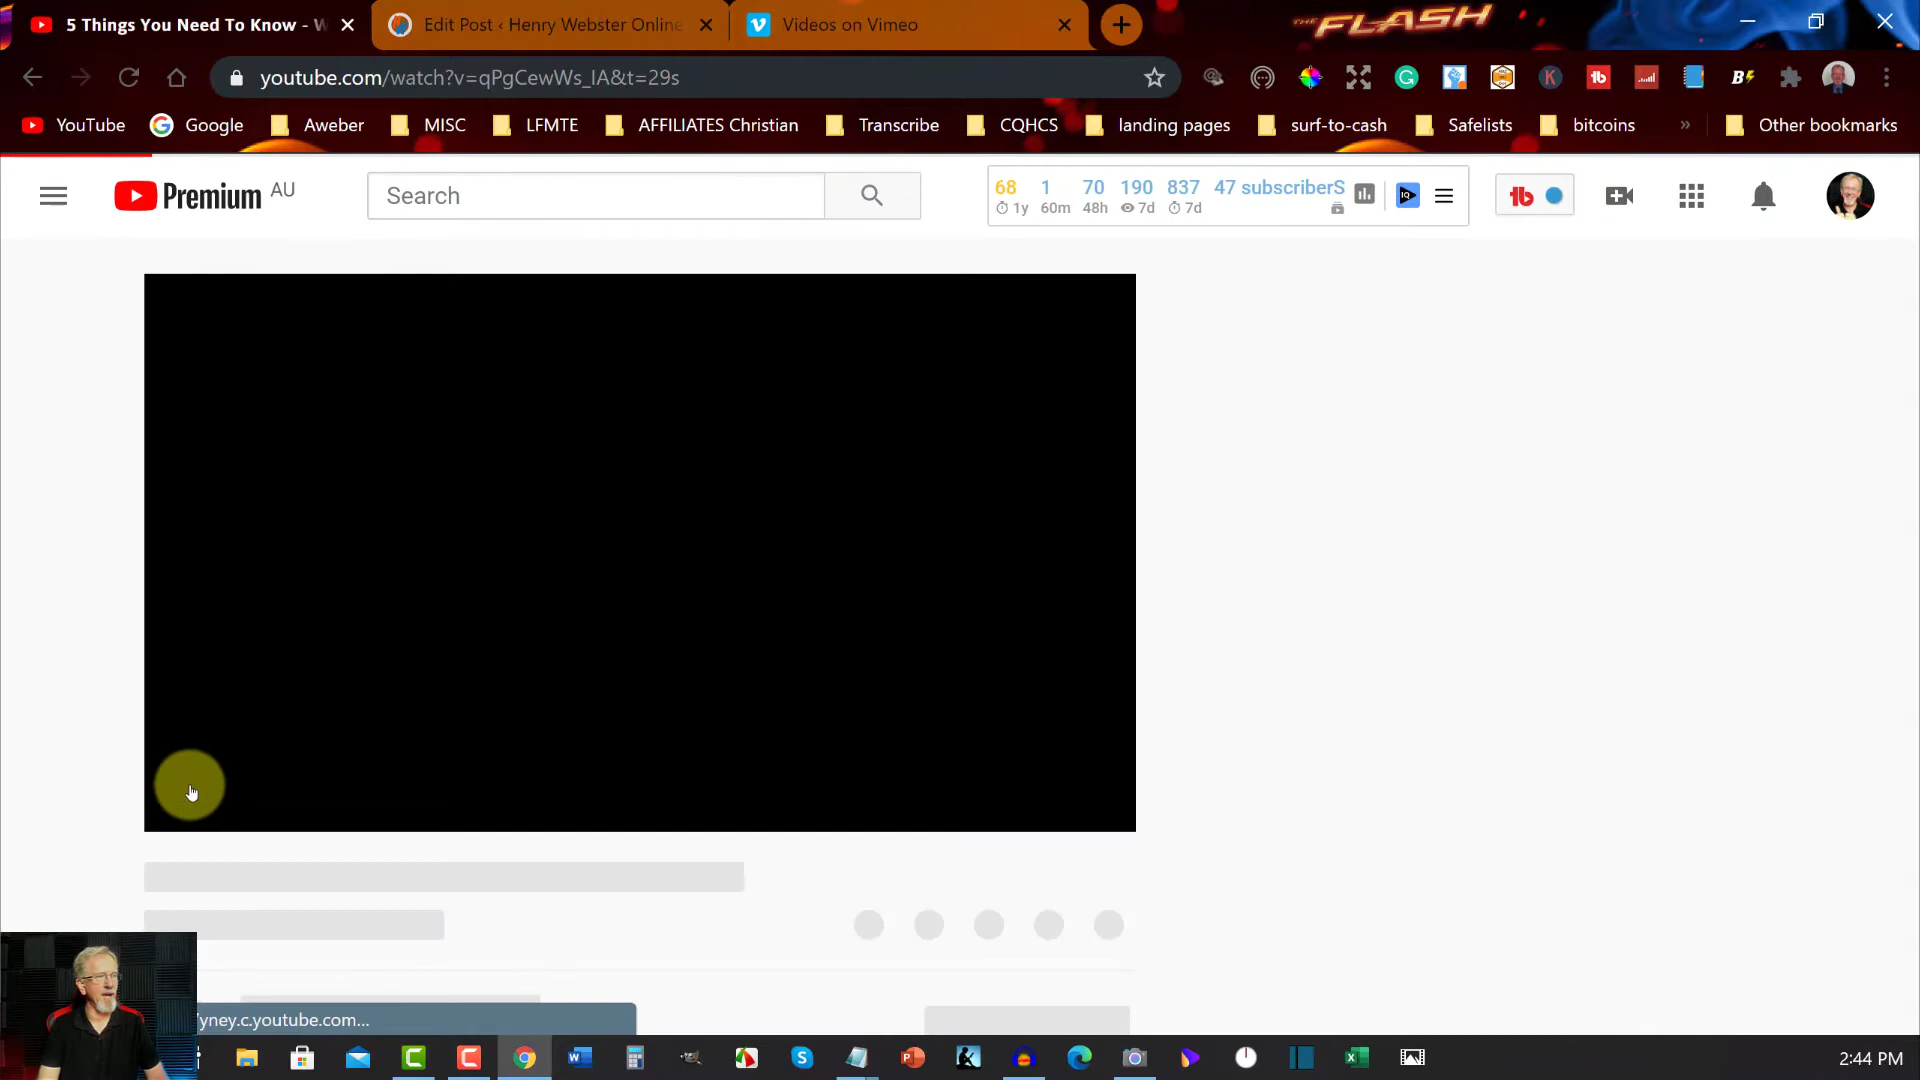 5 Things You Need To Know - W
Edit Post ‹ Henry Webster Online
Videos on Vimeo
THE FLASH
youtube.com/watch?v=qPgCewWs_IA&t=29s
YouTube
Google
Aweber
MISC
LFMTE
AFFILIATES Christian
Transcribe
CQHCS
landing pages
surf-to-cash
Safelists
bitcoins
»
Other bookmarks
Premium AU
Search
68 1 70 190 837 47 subscriberS
1y 60m 48h 7d 7d
yney.c.youtube.com...
2:44 PM